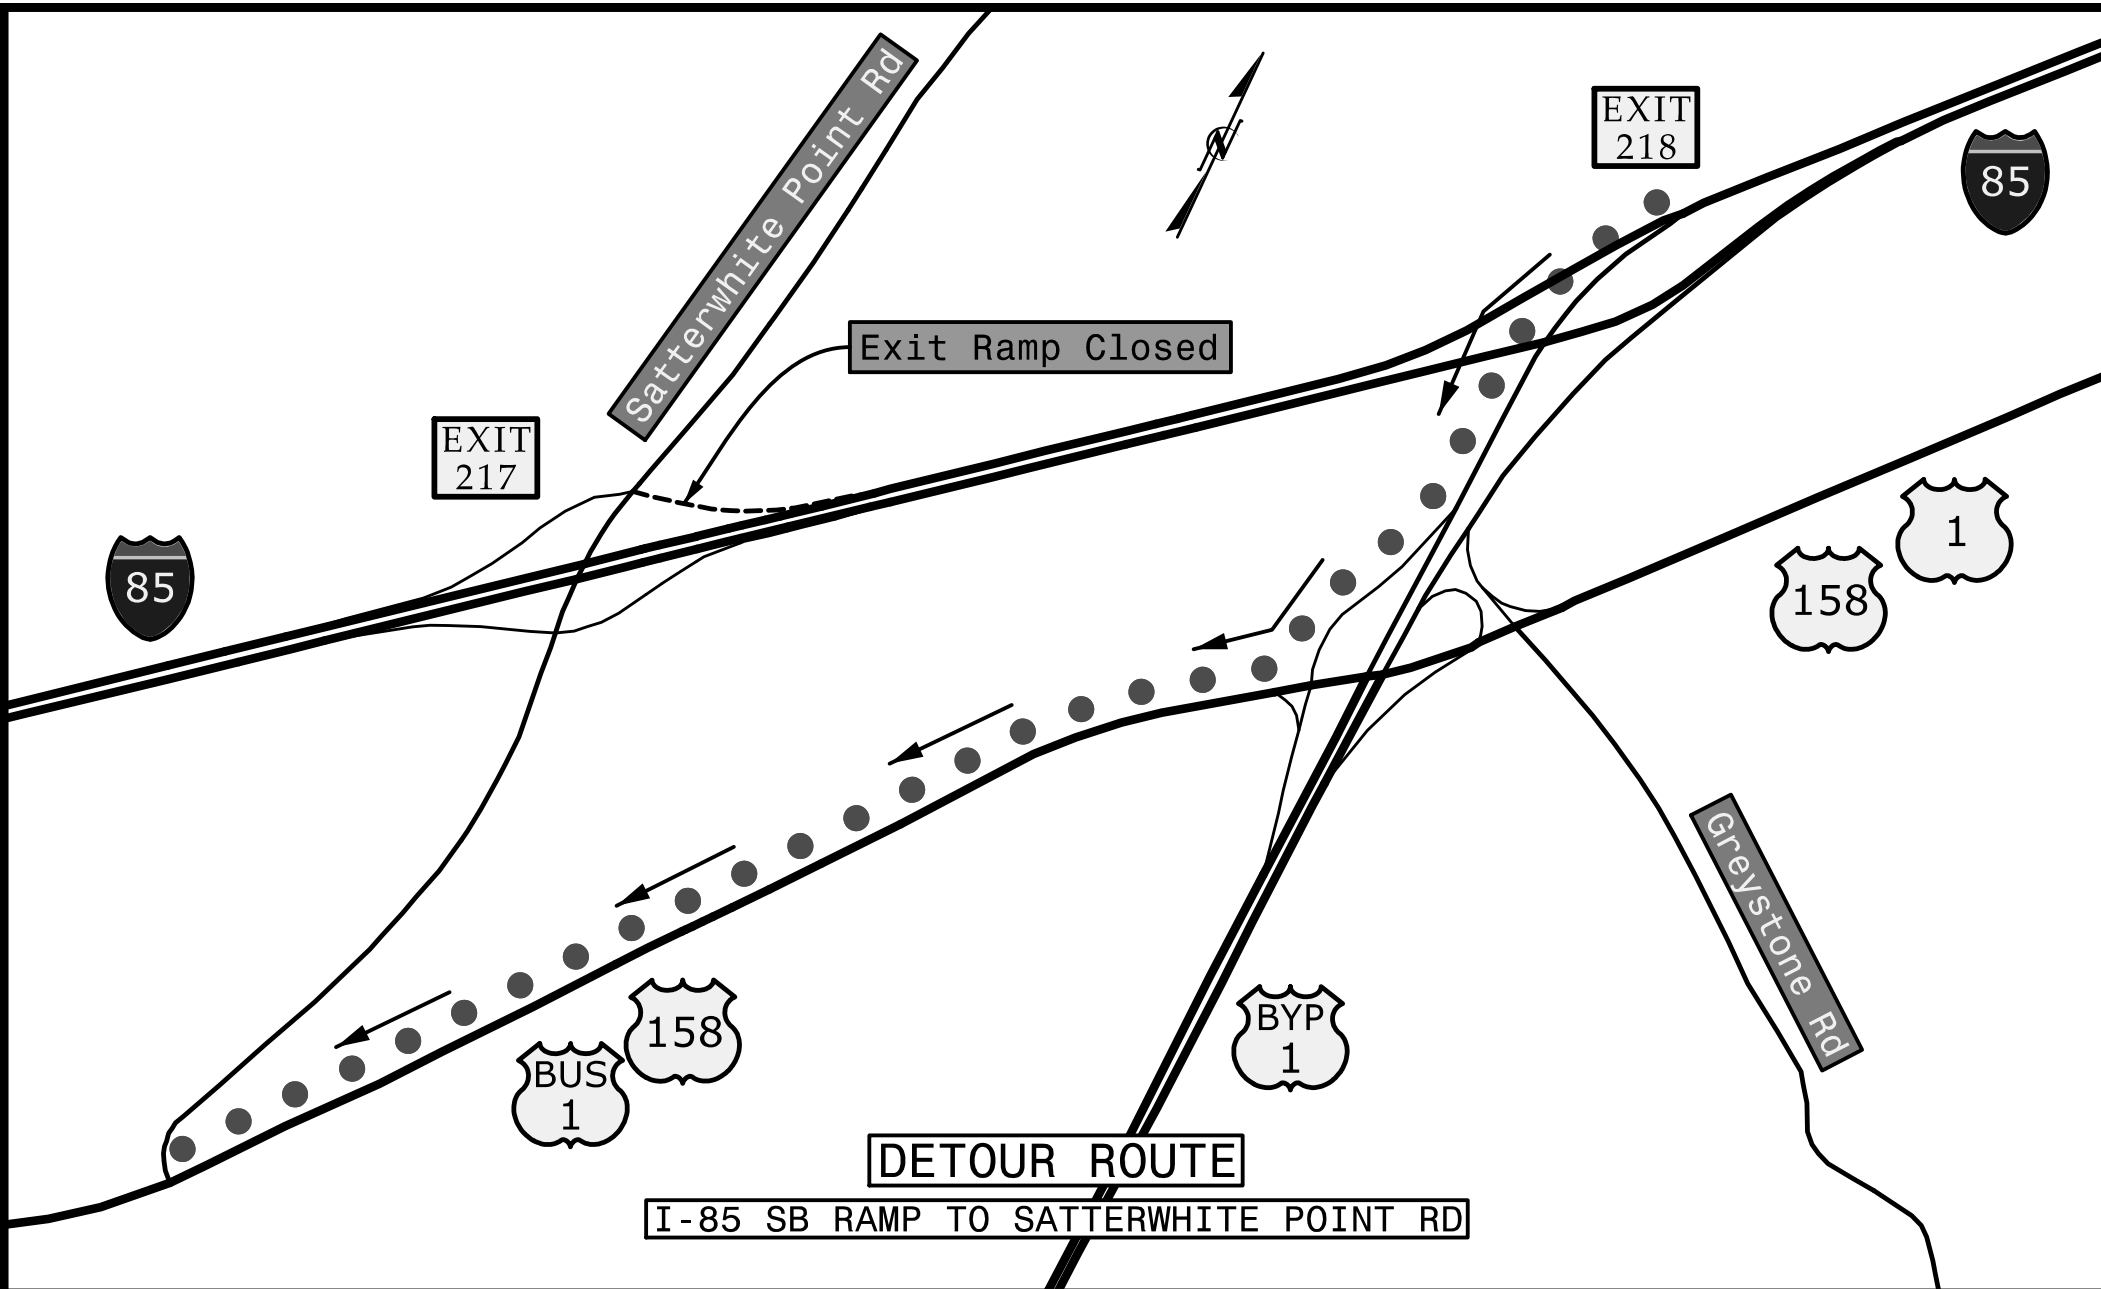 Satterwhite Point Rd
N
EXIT
218
85
Exit Ramp Closed
EXIT
217
85
1
158
Greystone Rd
158
BUS
1
BYP
1
DETOUR ROUTE
I-85 SB RAMP TO SATTERWHITE POINT RD